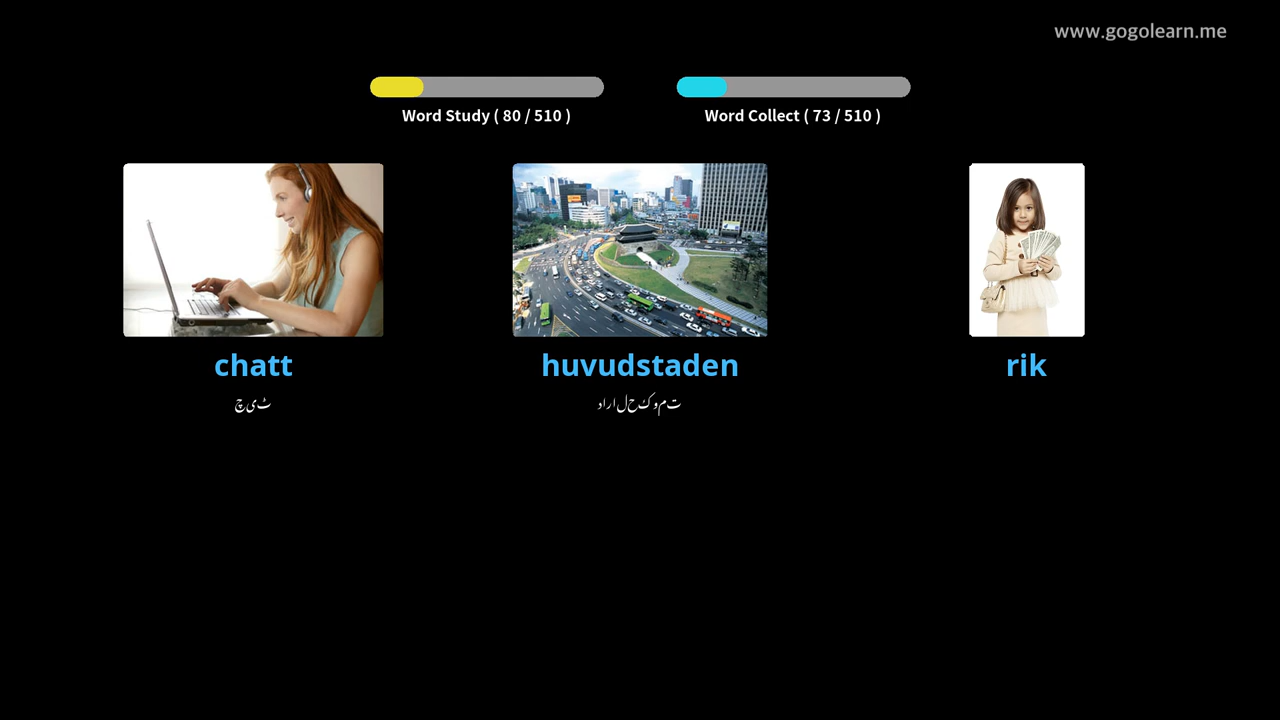 www.gogolearn.me
Word Study ( 80 / 510 )
Word Collect ( 73 / 510 )
chatt
huvudstaden
rik
چیٹ
دارالحکومت